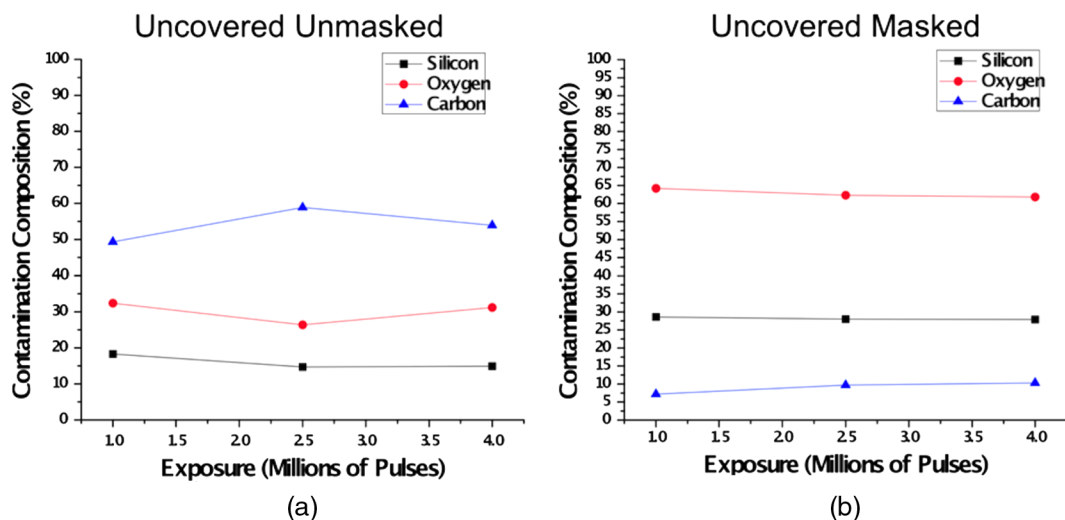 Uncovered Unmasked
100
90
80
70
60
50
40
30
20
10
0
Contamination Composition (%)
Silicon
Oxygen
Carbon
1.0 1.5 2.0 2.5 3.0 3.5 4.0
Exposure (Millions of Pulses)
(a)
Uncovered Masked
100
95
90
85
80
75
70
65
60
55
50
45
40
35
30
25
20
15
10
5
0
Contamination Composition (%)
Silicon
Oxygen
Carbon
1.0 1.5 2.0 2.5 3.0 3.5 4.0
Exposure (Millions of Pulses)
(b)